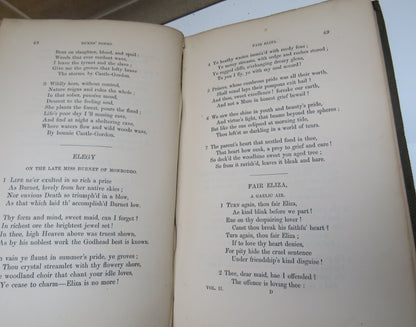 48
BURNS' POEMS.
Bent on slaughter, blood, and spoil:
Woods that ever verdant wave,
I leave the tyrant and the slave;
Give me the groves that lofty brave
The storms by Castle-Gordon.
3 Wildly here, without control,
Nature reigns and rules the whole;
In that sober, pensive mood,
Dearest to the feeling soul,
She plants the forest, pours the flood;
Life's poor day I'll musing rave,
And find at night a sheltering cave,
Where waters flow and wild woods wave,
By bonnie Castle-Gordon.
ELEGY
ON THE LATE MISS BURNET OF MONBODDO.
1 Life ne'er exulted in so rich a prize
As Burnet, lovely from her native skies;
Nor envious Death so triumph'd in a blow,
As that which laid th' accomplish'd Burnet low.
Thy form and mind, sweet maid, can I forget?
In richest ore the brightest jewel set!
In thee, high Heaven above was truest shown,
As by his noblest work the Godhead best is known.
In vain ye flaunt in summer's pride, ye groves;
Thou crystal streamlet with thy flowery shore,
woodland choir that chant your idle loves,
Ye cease to charm—Eliza is no more!
FAIR ELIZA.
49
4 Ye heathy wastes immix'd with reedy fens;
Ye mossy streams, with sedge and rushes stored;
Ye rugged cliffs, o'erhanging dreary glens,
To you I fly, ye with my soul accord!
5 Princes, whose cumbrous pride was all their worth,
Shall venal lays their pompous exit hail?
And thou, sweet excellence! forsake our earth,
And not a Muse in honest grief bewail?
6 We saw thee shine in youth and beauty's pride,
And virtue's light, that beams beyond the spheres;
But like the sun eclipsed at morning tide,
Thou left'st us darkling in a world of tears.
7 The parent's heart that nestled fond in thee,
That heart how sunk, a prey to grief and care!
So deck'd the woodbine sweet yon aged tree;
So from it ravish'd, leaves it bleak and bare.
FAIR ELIZA,
A GAELIC AIR.
1 Turn again, thou fair Eliza,
Ae kind blink before we part!
Rue on thy despairing lover!
Canst thou break his faithfu' heart?
Turn again, thou fair Eliza;
If to love thy heart denies,
For pity hide the cruel sentence
Under friendship's kind disguise!
2 Thee, dear maid, hae I offended?
The offence is loving thee:
VOL. II.
D